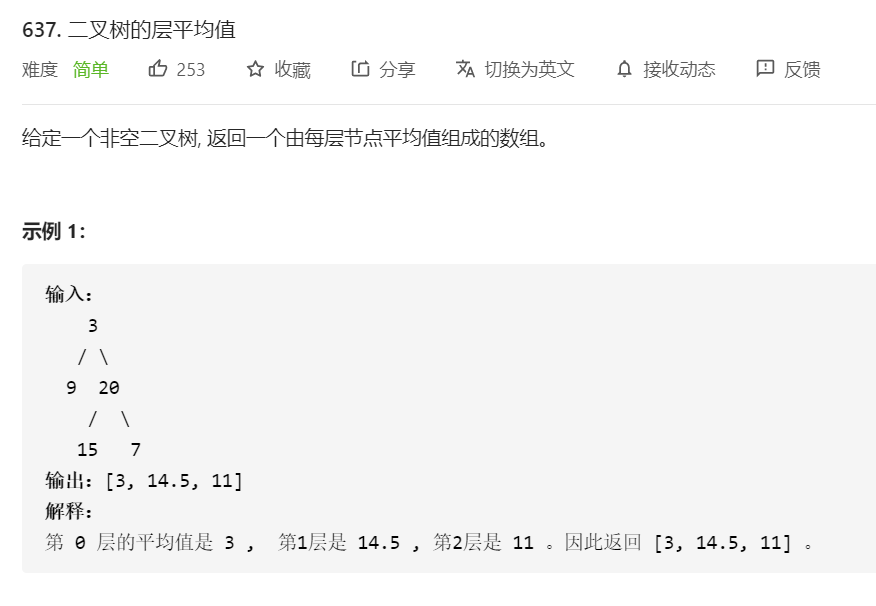 637. 二叉树的层平均值
难度 简单 253 收藏 分享 切换为英文 接收动态 反馈
给定一个非空二叉树, 返回一个由每层节点平均值组成的数组。
示例 1：
输入：
3
/ \
9 20
/ \
15 7
输出：[3, 14.5, 11]
解释：
第 0 层的平均值是 3 , 第1层是 14.5 , 第2层是 11 。因此返回 [3, 14.5, 11] 。